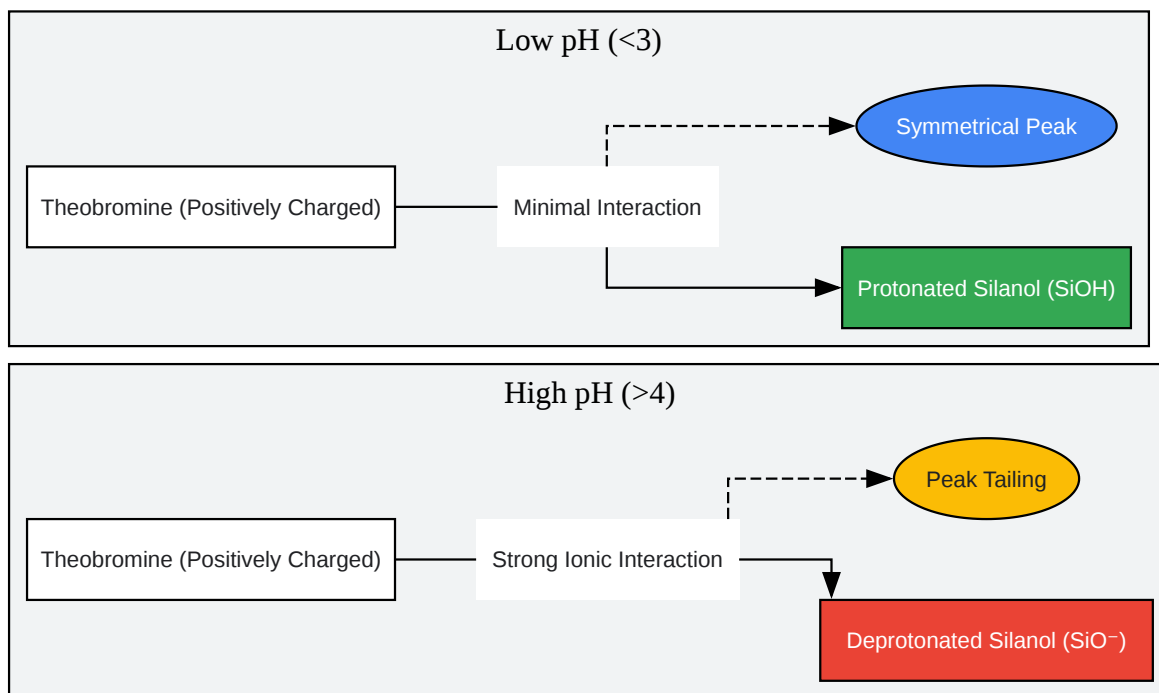 Low pH (<3)
Symmetrical Peak
Theobromine (Positively Charged)
Minimal Interaction
Protonated Silanol (SiOH)
High pH (>4)
Peak Tailing
Theobromine (Positively Charged)
Strong Ionic Interaction
Deprotonated Silanol (SiO⁻)